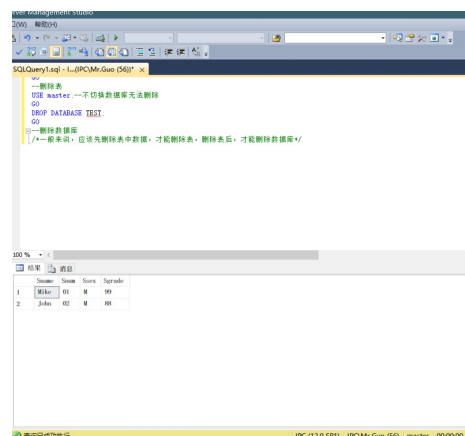 erver Management Studio
(W) 帮助(H)
SQLQuery1.sql - l...(IPC\Mr.Guo (56))* ×
GO
--删除表
USE master;--不切换数据库无法删除
GO
DROP DATABASE TEST;
GO
--删除数据库
/*一般来说，应该先删除表中数据，才能删除表，删除表后，才能删除数据库*/
100 %
结果 消息
Sname Snum Ssex Sgrade
1 Mike 01 M 99
2 John 02 M 88
查询已成功执行
IPC (12.0 SP1) IPC\Mr.Guo (56) master 00:00:00